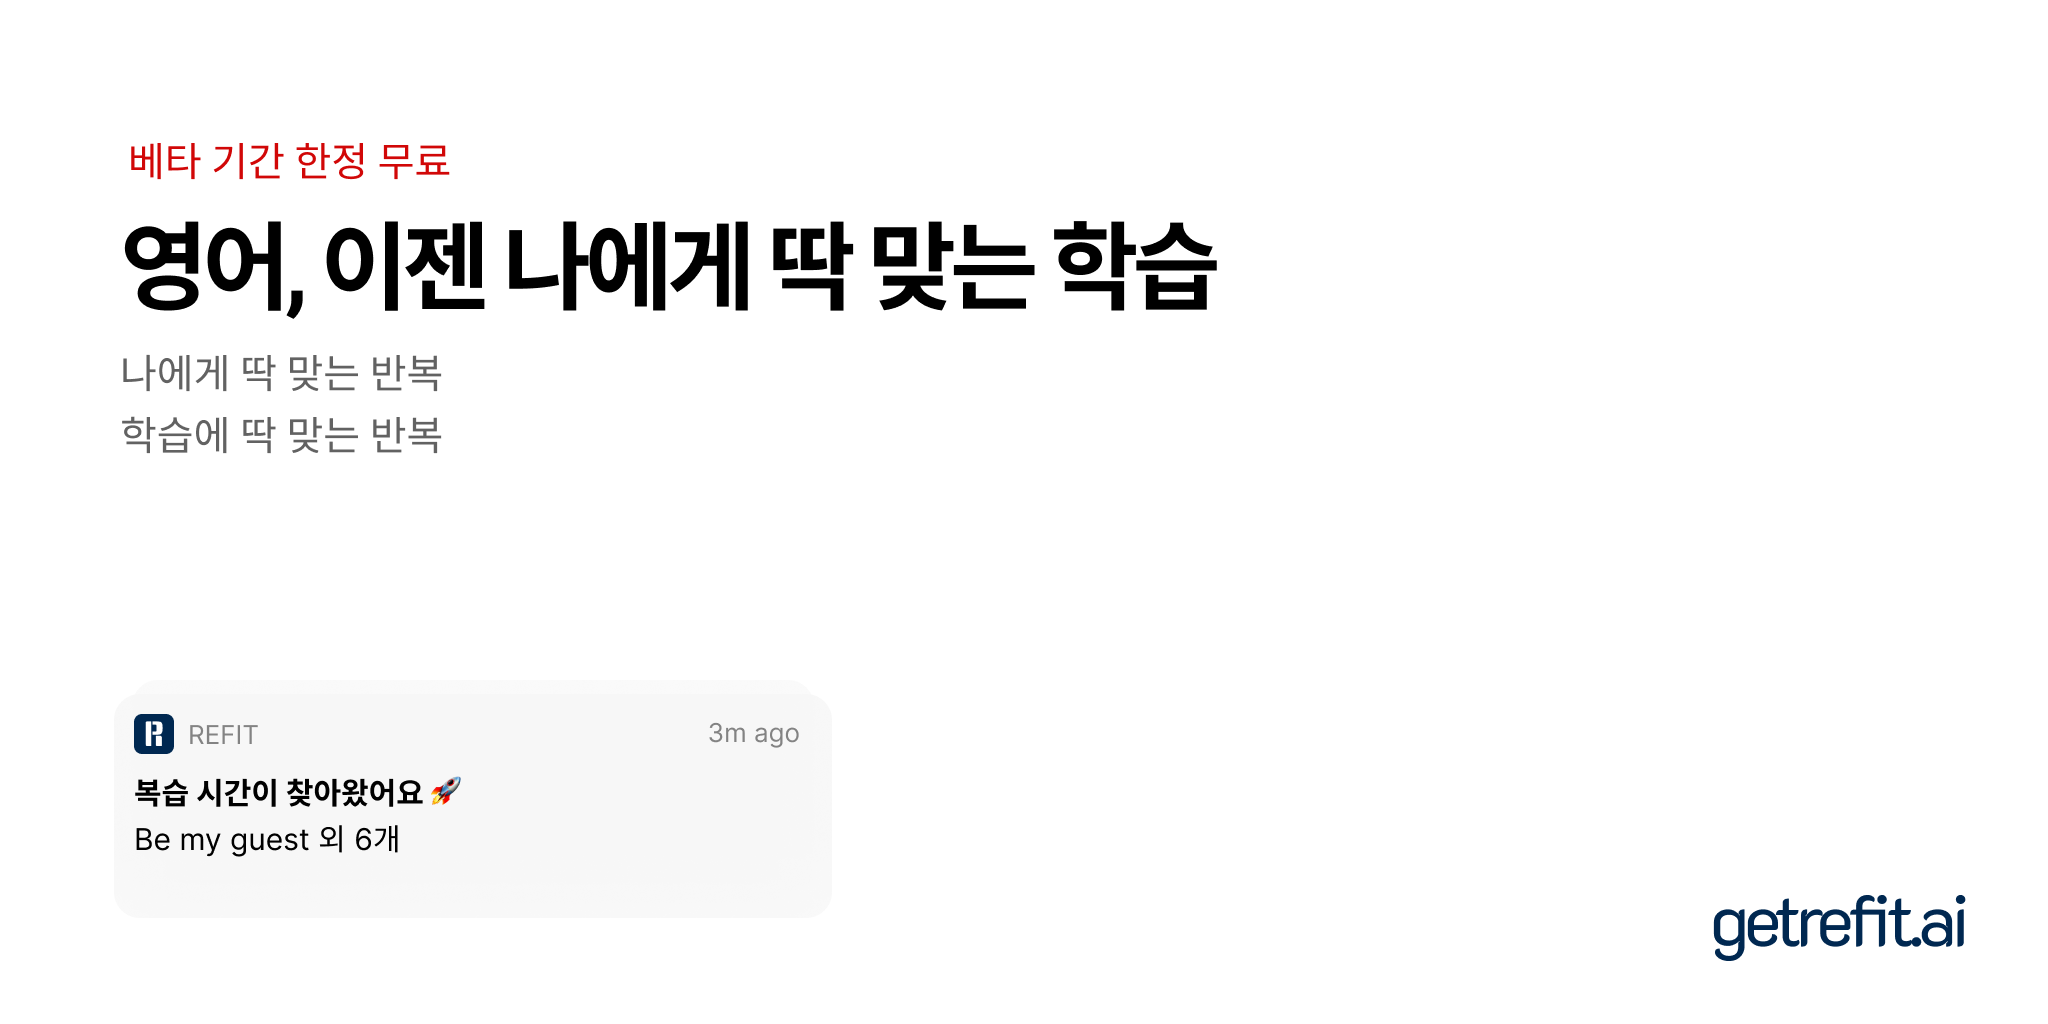 베타 기간 한정 무료
영어, 이젠 나에게 딱 맞는 학습
나에게 딱 맞는 반복
학습에 딱 맞는 반복
REFIT
3m ago
복습 시간이 찾아왔어요 🚀
Be my guest 외 6개
getrefit.ai